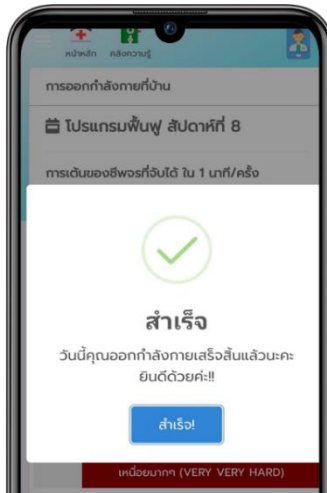 หน้าหลัก คลังความรู้
การออกกำลังกายที่บ้าน
โปรแกรมฟื้นฟู สัปดาห์ที่ 8
การเต้นของชีพจรที่จับได้ ใน 1 นาที/ครั้ง
สำเร็จ
วันนี้คุณออกกำลังกายเสร็จสิ้นแล้วนะคะ
ยินดีด้วยค่ะ!!
สำเร็จ!
เหนื่อยมากๆ (VERY VERY HARD)